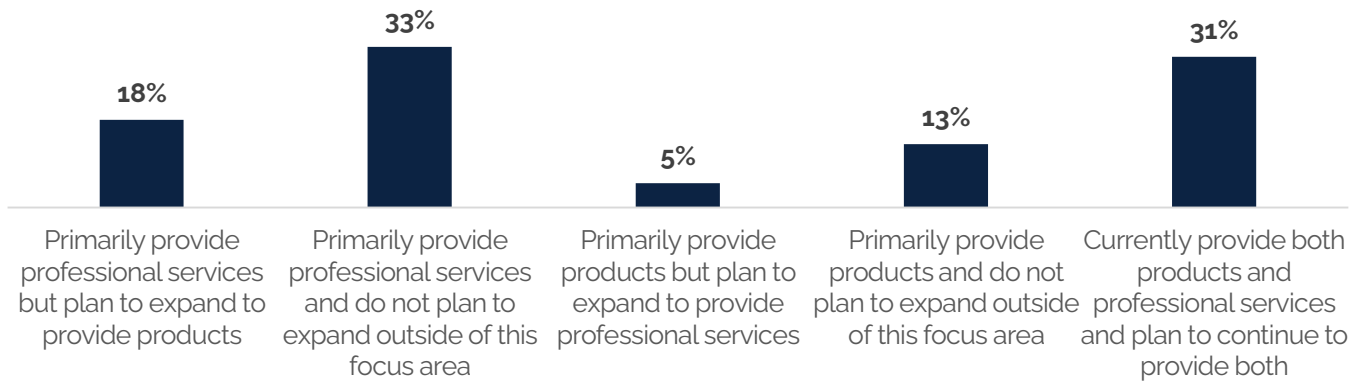 33%
31%
18%
13%
5%
Primarily provide
professional services
but plan to expand to
provide products
Primarily provide
professional services
and do not plan to
expand outside of this
focus area
Primarily provide
products but plan to
expand to provide
professional services
Primarily provide
products and do not
plan to expand outside
of this focus area
Currently provide both
products and
professional services
and plan to continue to
provide both